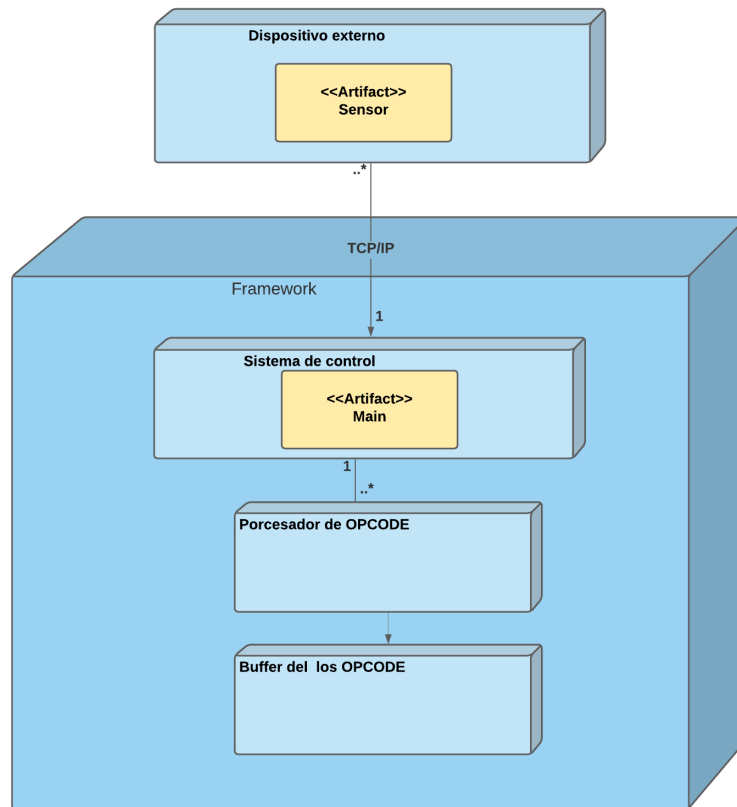 Dispositivo externo
<<Artifact>>
Sensor
..*
TCP/IP
Framework
1
Sistema de control
<<Artifact>>
Main
1
..*
Porcesador de OPCODE
Buffer del  los OPCODE